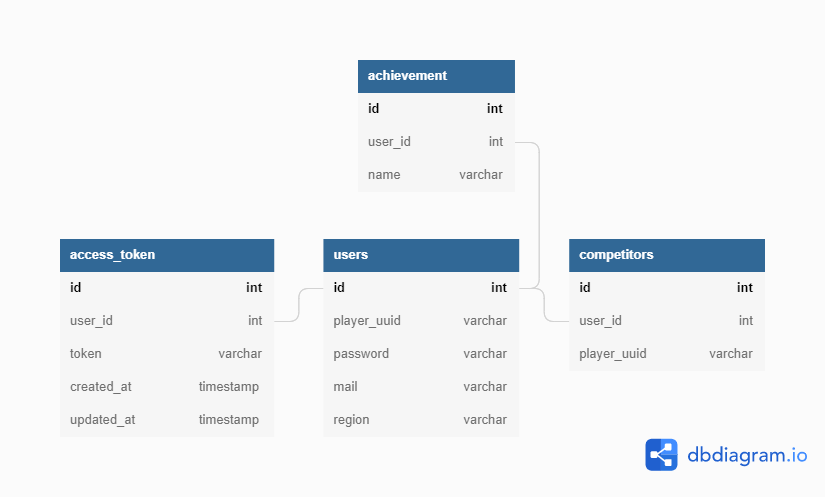 achievement
id int
user_id int
name varchar
access_token
id int
user_id int
token varchar
created_at timestamp
updated_at timestamp
users
id int
player_uuid varchar
password varchar
mail varchar
region varchar
competitors
id int
user_id int
player_uuid varchar
dbdiagram.io